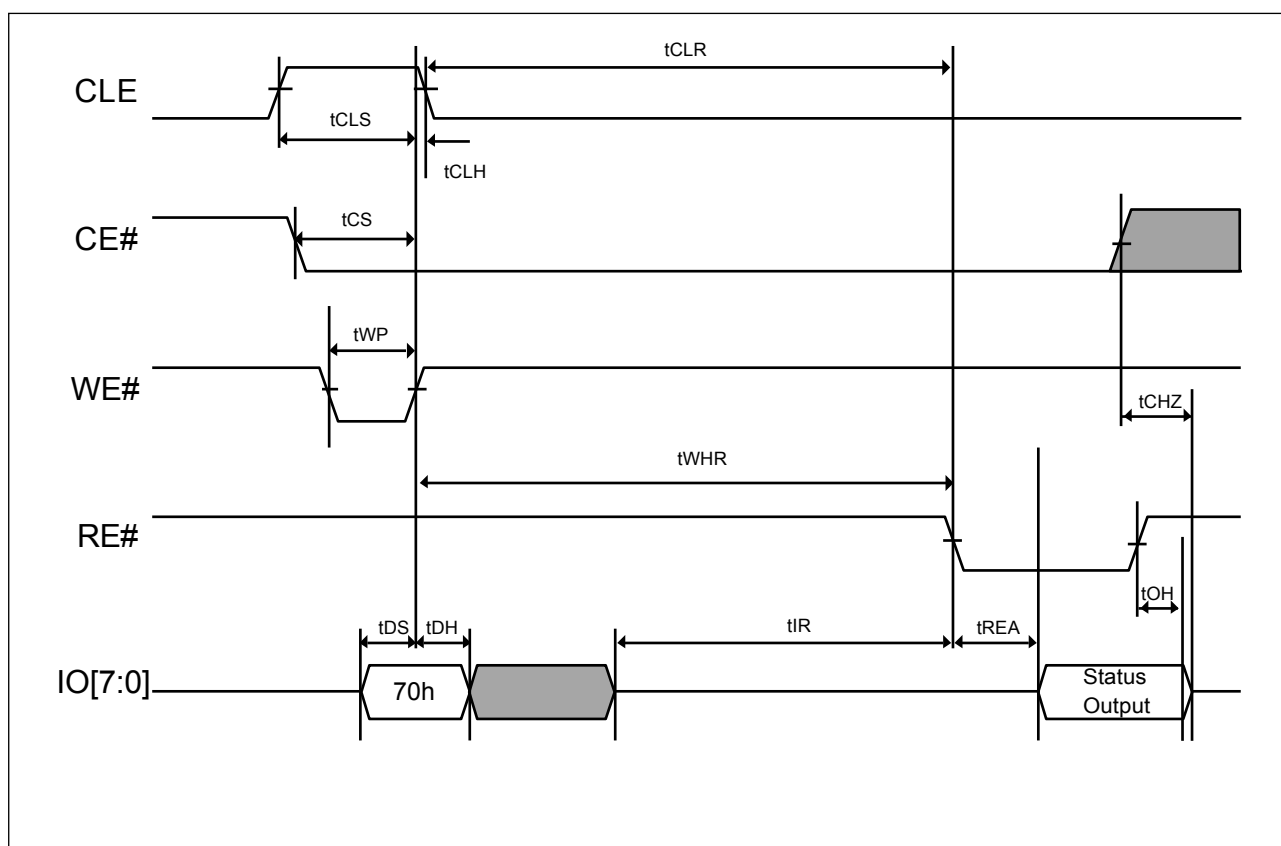 tCLR
CLE
tCLS
tCLH
CE#
tCS
WE#
tWP
tCHZ
tWHR
RE#
tOH
tDS
tDH
tIR
tREA
IO[7:0]
70h
Status
Output